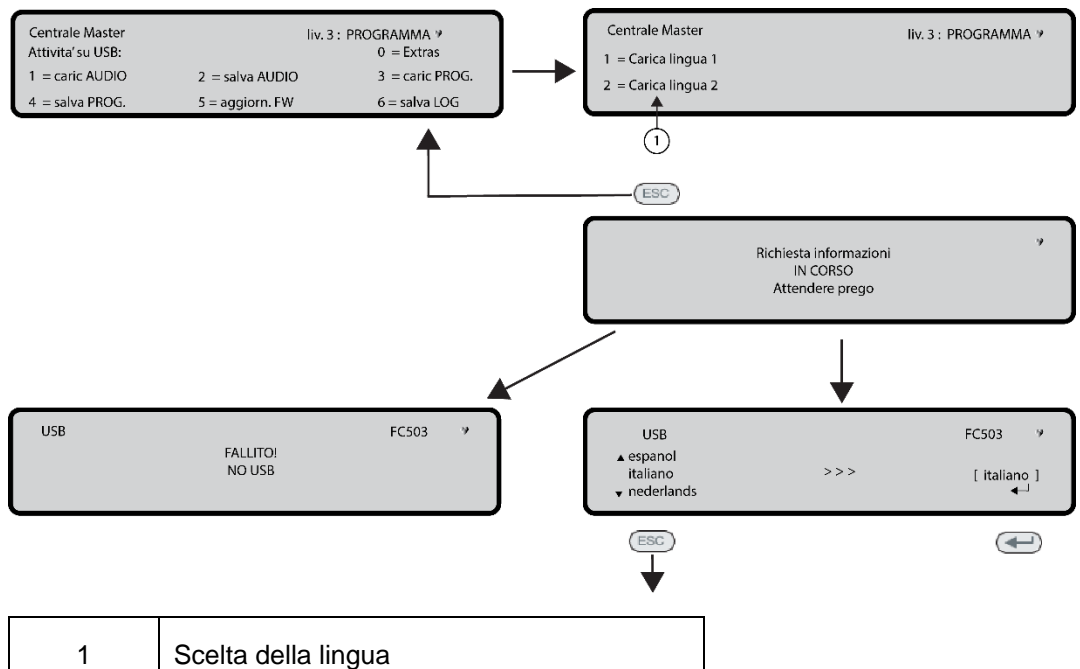 Centrale Master liv. 3 : PROGRAMMA
Attivita' su USB: 0 = Extras
1 = caric AUDIO 2 = salva AUDIO 3 = caric PROG.
4 = salva PROG. 5 = aggiorn. FW 6 = salva LOG
Centrale Master liv. 3 : PROGRAMMA
1 = Carica lingua 1
2 = Carica lingua 2
1
ESC
Richiesta informazioni
IN CORSO
Attendere prego
USB FC503
FALLITO!
NO USB
USB FC503
espanol
italiano >>> [ italiano ]
nederlands
ESC
1 Scelta della lingua